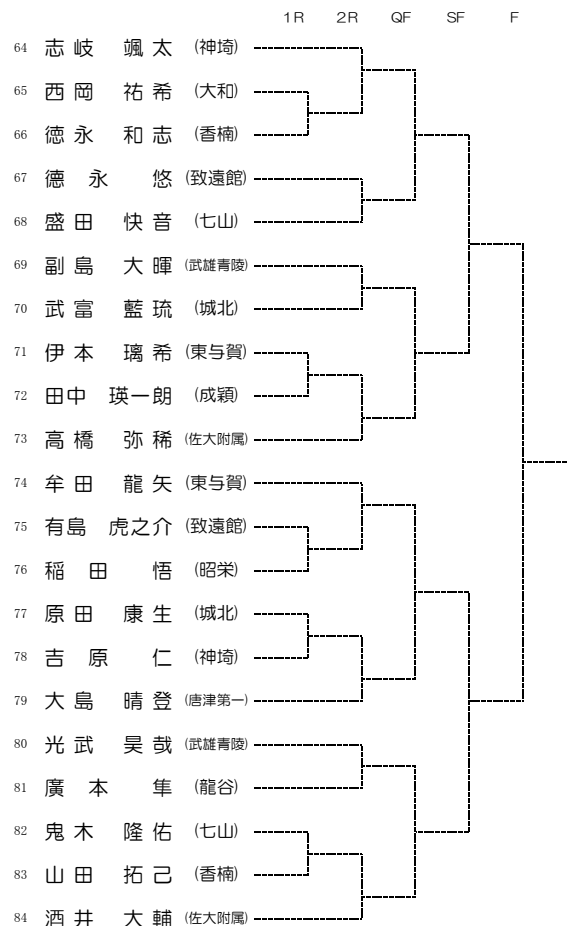 1R 2R QF SF F
64 志岐 颯太 (神埼)
65 西岡 祐希 (大和)
66 徳永 和志 (香楠)
67 德永 悠 (致遠館)
68 盛田 快音 (七山)
69 副島 大暉 (武雄青陵)
70 武富 藍琉 (城北)
71 伊本 璃希 (東与賀)
72 田中 瑛一朗 (成穎)
73 高橋 弥稀 (佐大附属)
74 牟田 龍矢 (東与賀)
75 有島 虎之介 (致遠館)
76 稲田 悟 (昭栄)
77 原田 康生 (城北)
78 吉原 仁 (神埼)
79 大島 晴登 (唐津第一)
80 光武 昊哉 (武雄青陵)
81 廣本 隼 (龍谷)
82 鬼木 隆佑 (七山)
83 山田 拓己 (香楠)
84 酒井 大輔 (佐大附属)